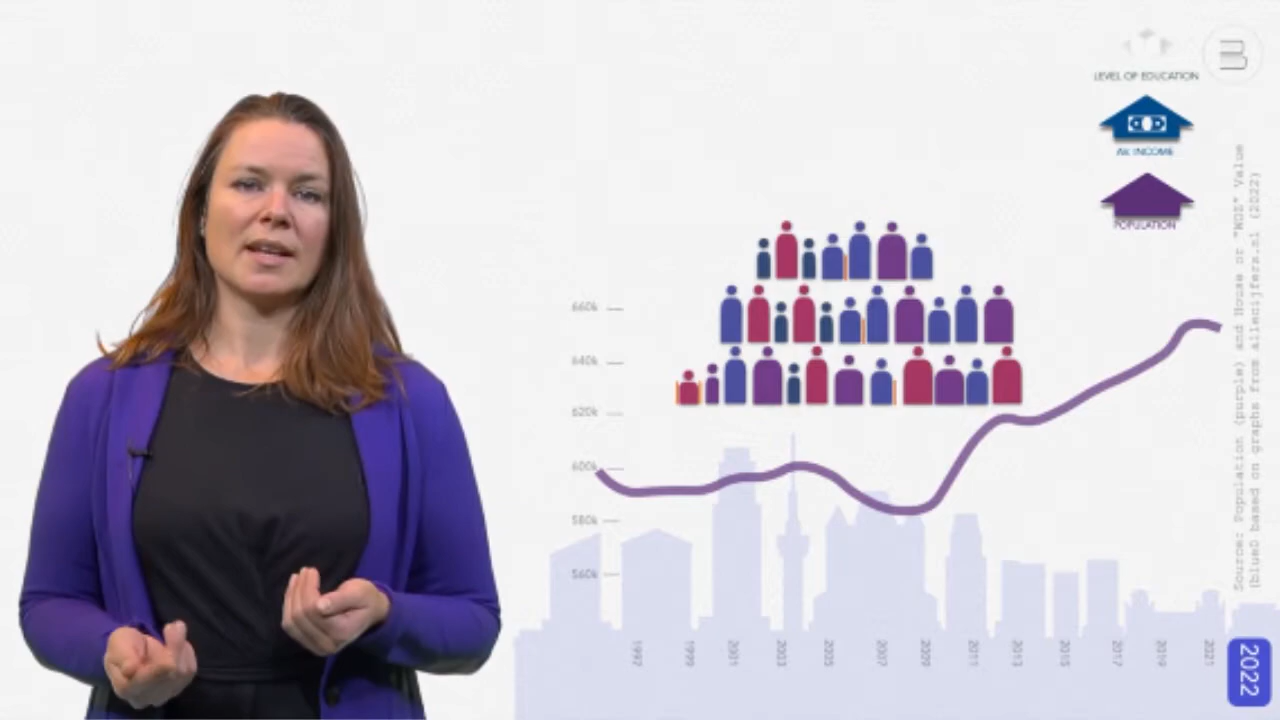 LEVEL OF EDUCATION
Av. INCOME
POPULATION
660k
640k
620k
600k
580k
560k
1997
1999
2001
2003
2005
2007
2009
2011
2013
2015
2017
2019
2021
2022
Source: Population (purple) and House or "WOZ" Value
(blue0 based on graphs from allecijfers.nl (2022)